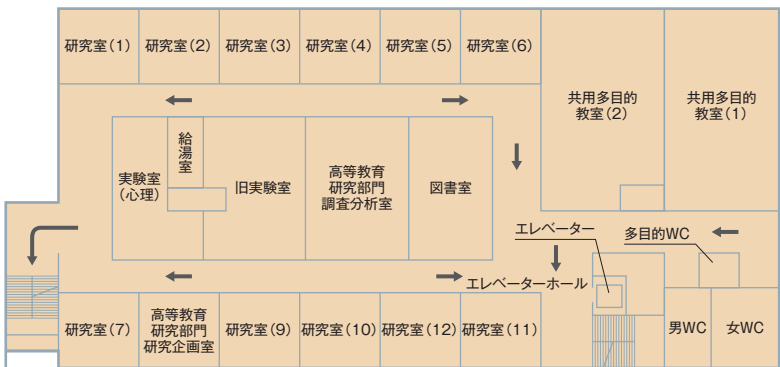 研究室(1)
研究室(2)
研究室(3)
研究室(4)
研究室(5)
研究室(6)
共用多目的
教室(2)
共用多目的
教室(1)
給湯室
実験室
(心理)
旧実験室
高等教育
研究部門
調査分析室
図書室
エレベーター
多目的WC
エレベーターホール
研究室(7)
高等教育
研究部門
研究企画室
研究室(9)
研究室(10)
研究室(12)
研究室(11)
男WC
女WC